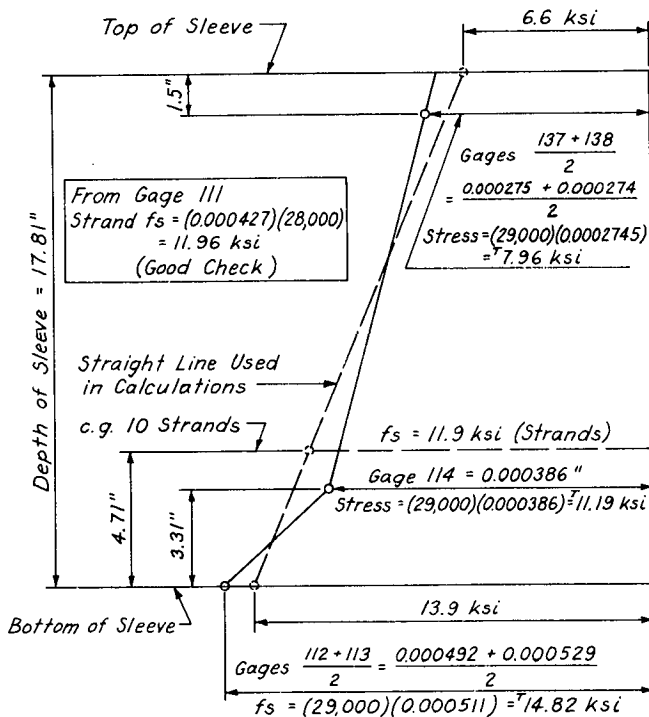 6.6 ksi
Top of Sleeve
1.5"
Gages 137 + 138
2
= 0.000275 + 0.000274
2
Stress = (29,000)(0.0002745)
= T 7.96 ksi
From Gage 111
Strand fs = (0.000427)(28,000)
= 11.96 ksi
(Good Check)
Depth of Sleeve = 17.81"
Straight Line Used
in Calculations
c.g. 10 Strands
fs = 11.9 ksi (Strands)
4.71"
3.31"
Gage 114 = 0.000386"
Stress = (29,000)(0.000386) = T 11.19 ksi
Bottom of Sleeve
13.9 ksi
Gages 112 + 113 = 0.000492 + 0.000529
2 2
fs = (29,000)(0.000511) = T 14.82 ksi